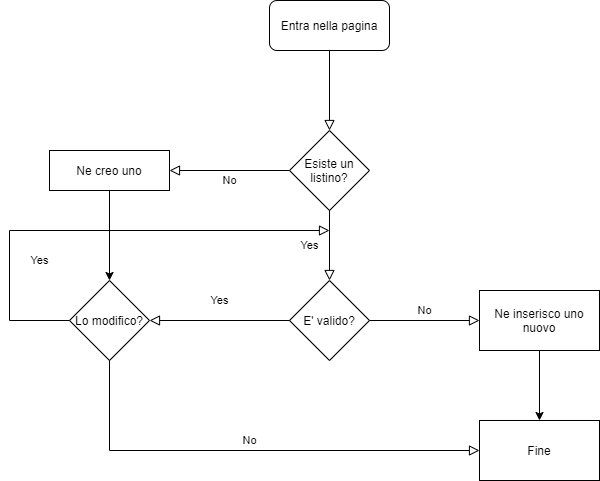 Entra nella pagina
Esiste un
listino?
No
Ne creo uno
Yes
Yes
Lo modifico?
Yes
E' valido?
No
Ne inserisco uno
nuovo
No
Fine